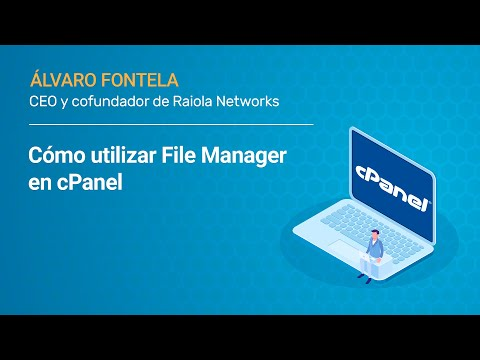 ÁLVARO FONTELA
CEO y cofundador de Raiola Networks
Cómo utilizar File Manager
en cPanel
cPanel